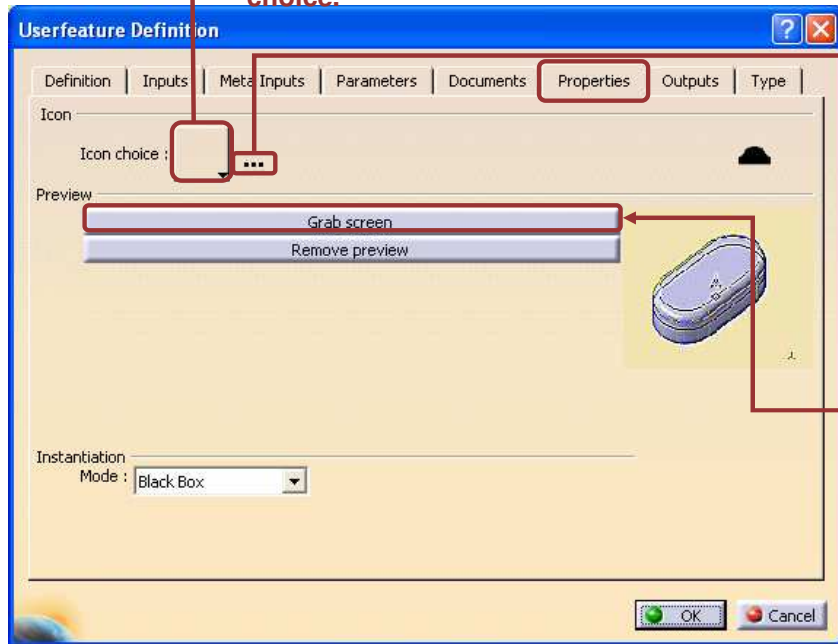 choice.
Userfeature Definition
Definition Inputs Meta Inputs Parameters Documents Properties Outputs Type
Icon
Icon choice :
...
Preview
Grab screen
Remove preview
Instantiation
Mode : Black Box
OK Cancel